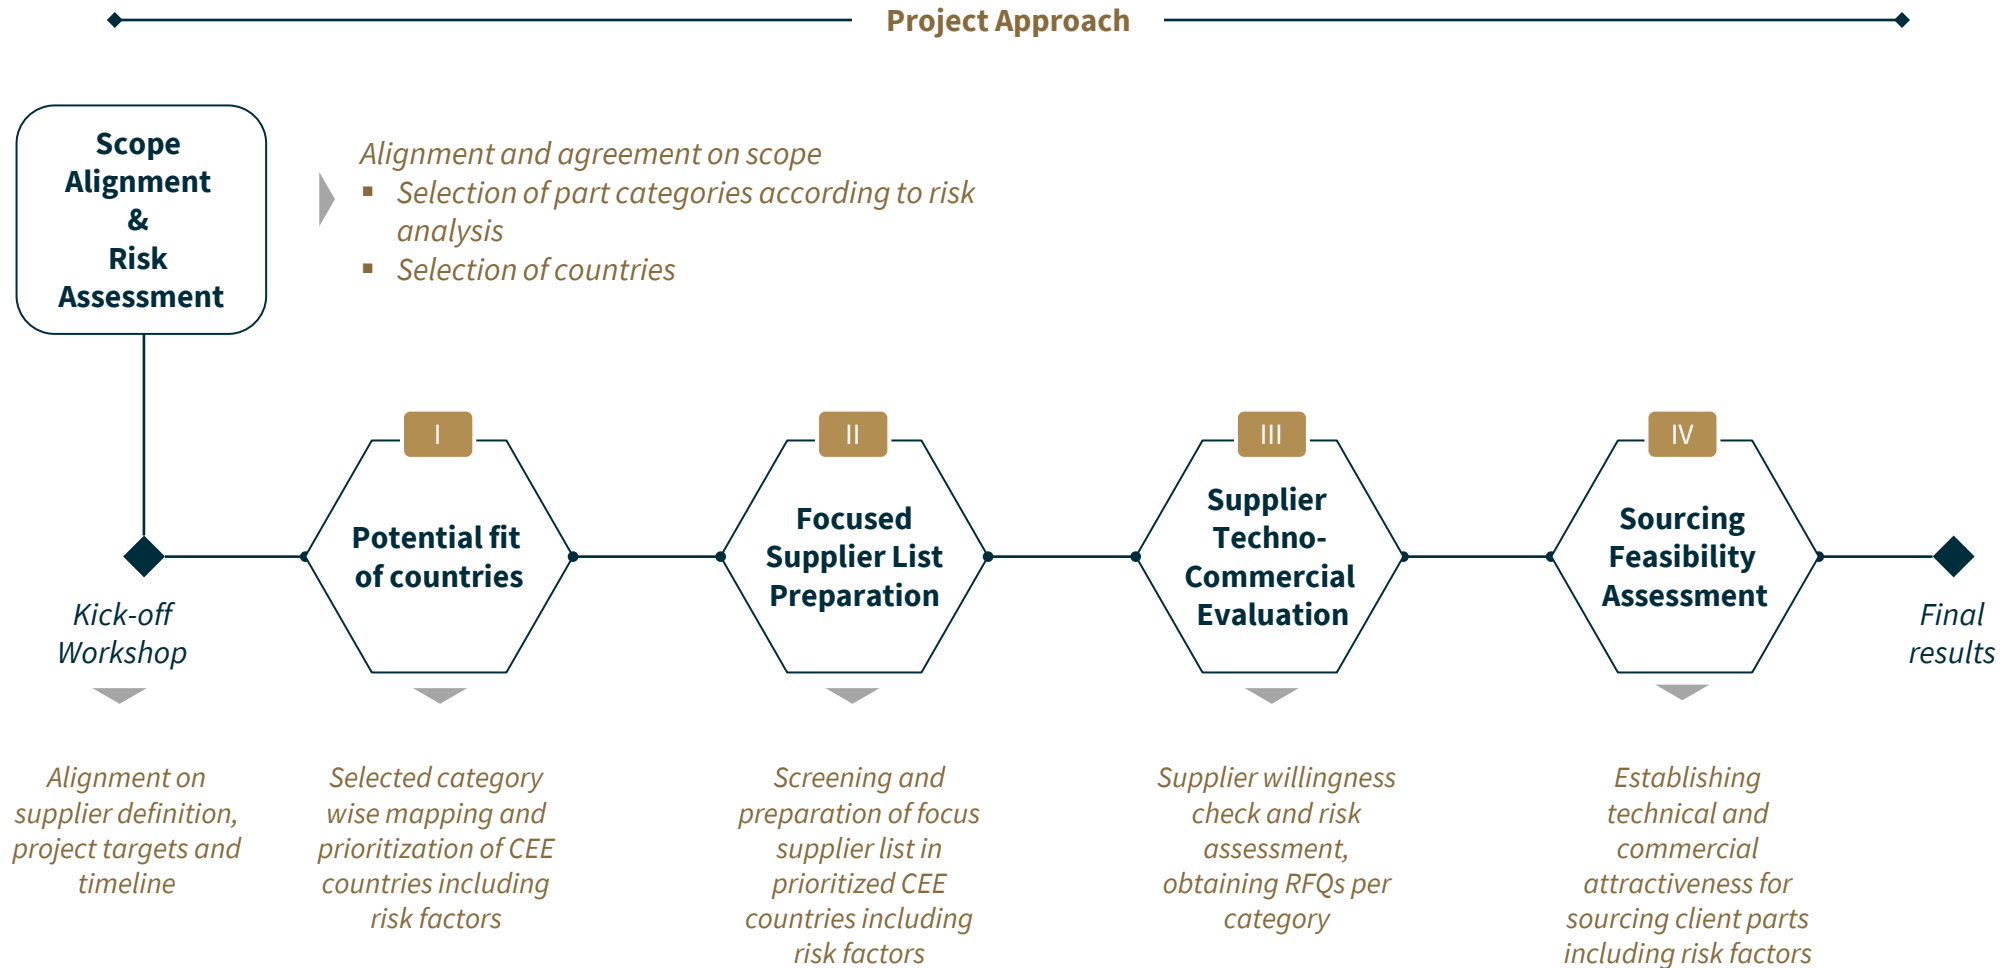 Project Approach
Scope
Alignment
&
Risk
Assessment
Alignment and agreement on scope
▪ Selection of part categories according to risk
analysis
▪ Selection of countries
Kick-off
Workshop
Alignment on
supplier definition,
project targets and
timeline
I
Potential fit
of countries
Selected category
wise mapping and
prioritization of CEE
countries including
risk factors
II
Focused
Supplier List
Preparation
Screening and
preparation of focus
supplier list in
prioritized CEE
countries including
risk factors
III
Supplier
Techno-
Commercial
Evaluation
Supplier willingness
check and risk
assessment,
obtaining RFQs per
category
IV
Sourcing
Feasibility
Assessment
Establishing
technical and
commercial
attractiveness for
sourcing client parts
including risk factors
Final
results